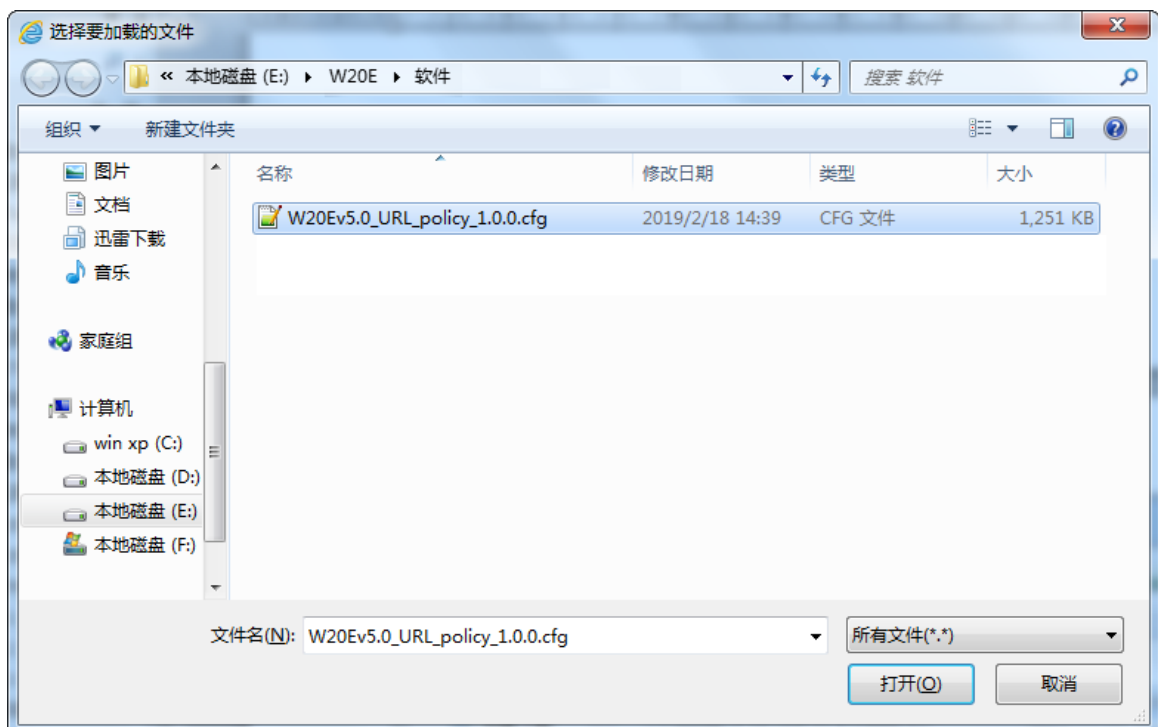 选择要加载的文件
« 本地磁盘 (E:) ▸ W20E ▸ 软件
搜索 软件
组织 新建文件夹
名称 修改日期 类型 大小
W20Ev5.0_URL_policy_1.0.0.cfg 2019/2/18 14:39 CFG 文件 1,251 KB
图片
文档
迅雷下载
音乐
家庭组
计算机
win xp (C:)
本地磁盘 (D:)
本地磁盘 (E:)
本地磁盘 (F:)
文件名(N): W20Ev5.0_URL_policy_1.0.0.cfg 所有文件(*.*)
打开(O) 取消